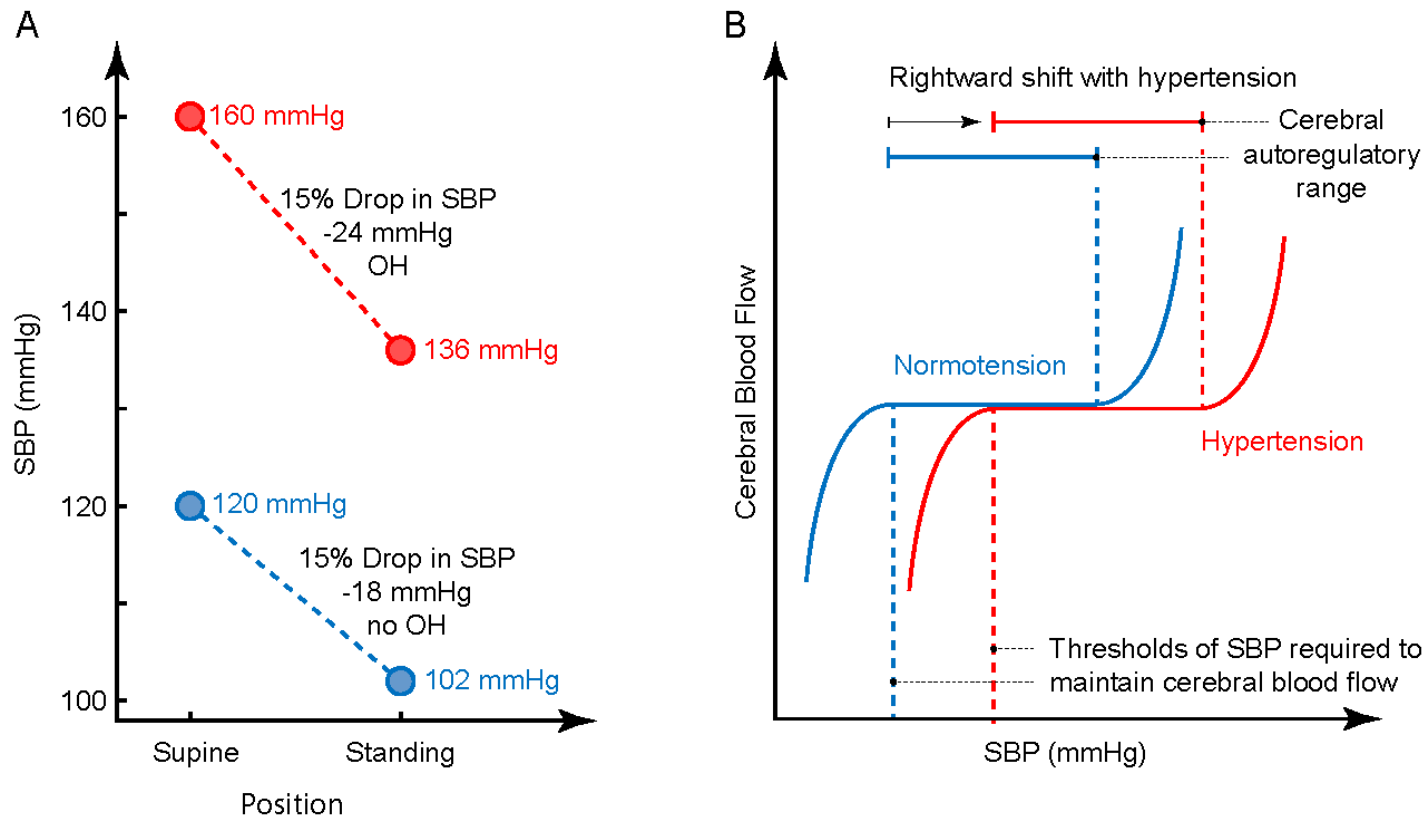 A
SBP (mmHg)
160
140
120
100
160 mmHg
15% Drop in SBP
-24 mmHg
OH
136 mmHg
120 mmHg
15% Drop in SBP
-18 mmHg
no OH
102 mmHg
Supine
Standing
Position
B
Cerebral Blood Flow
Rightward shift with hypertension
Cerebral
autoregulatory
range
Normotension
Hypertension
Thresholds of SBP required to
maintain cerebral blood flow
SBP (mmHg)